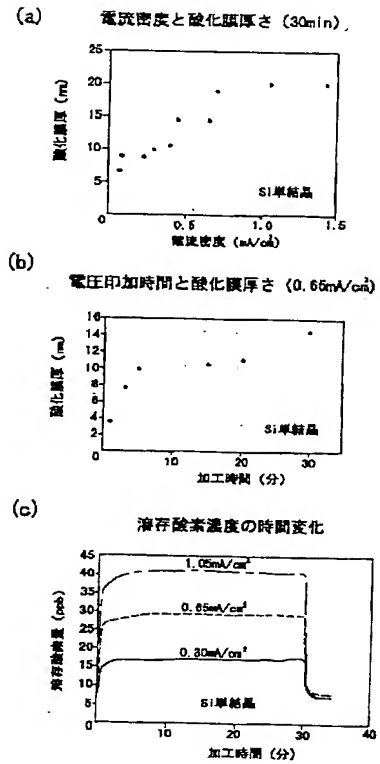 (a)
電流密度と酸化膜厚さ (30min)
酸化膜厚 (nm)
25
20
15
10
5
0
Si単結晶
0.5
1.0
1.5
電流密度 (mA/cm²)
(b)
電圧印加時間と酸化膜厚さ (0.65mA/cm²)
酸化膜厚 (nm)
16
14
12
10
8
6
4
2
0
Si単結晶
10
20
30
加工時間 (分)
(c)
溶存酸素濃度の時間変化
溶存酸素量 (ppb)
45
40
35
30
25
20
15
10
5
0
1.05mA/cm²
0.65mA/cm²
0.30mA/cm²
Si単結晶
0
10
20
30
40
加工時間 (分)